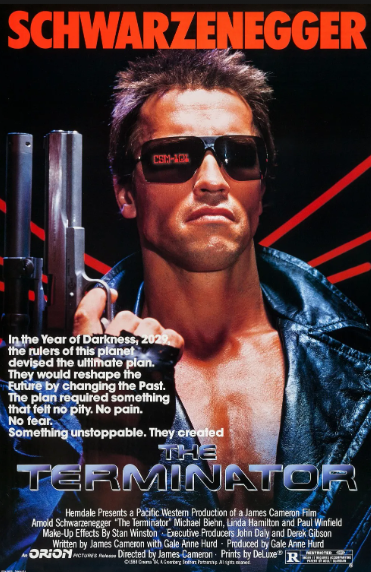 SCHWARZENEGGER
In the Year of Darkness, 2029,
the rulers of this planet
devised the ultimate plan.
They would reshape the
Future by changing the Past.
The plan required something
that felt no pity. No pain.
No fear.
Something unstoppable. They created
THE
TERMINATOR
Hemdale Presents a Pacific Western Production of a James Cameron Film
Arnold Schwarzenegger "The Terminator" Michael Biehn, Linda Hamilton and Paul Winfield
Make-Up Effects By Stan Winston · Executive Producers John Daly and Derek Gibson
Written by James Cameron with Gale Anne Hurd · Produced by Gale Anne Hurd
An ORION PICTURES Release Directed by James Cameron · Prints by DeLuxe®
R RESTRICTED